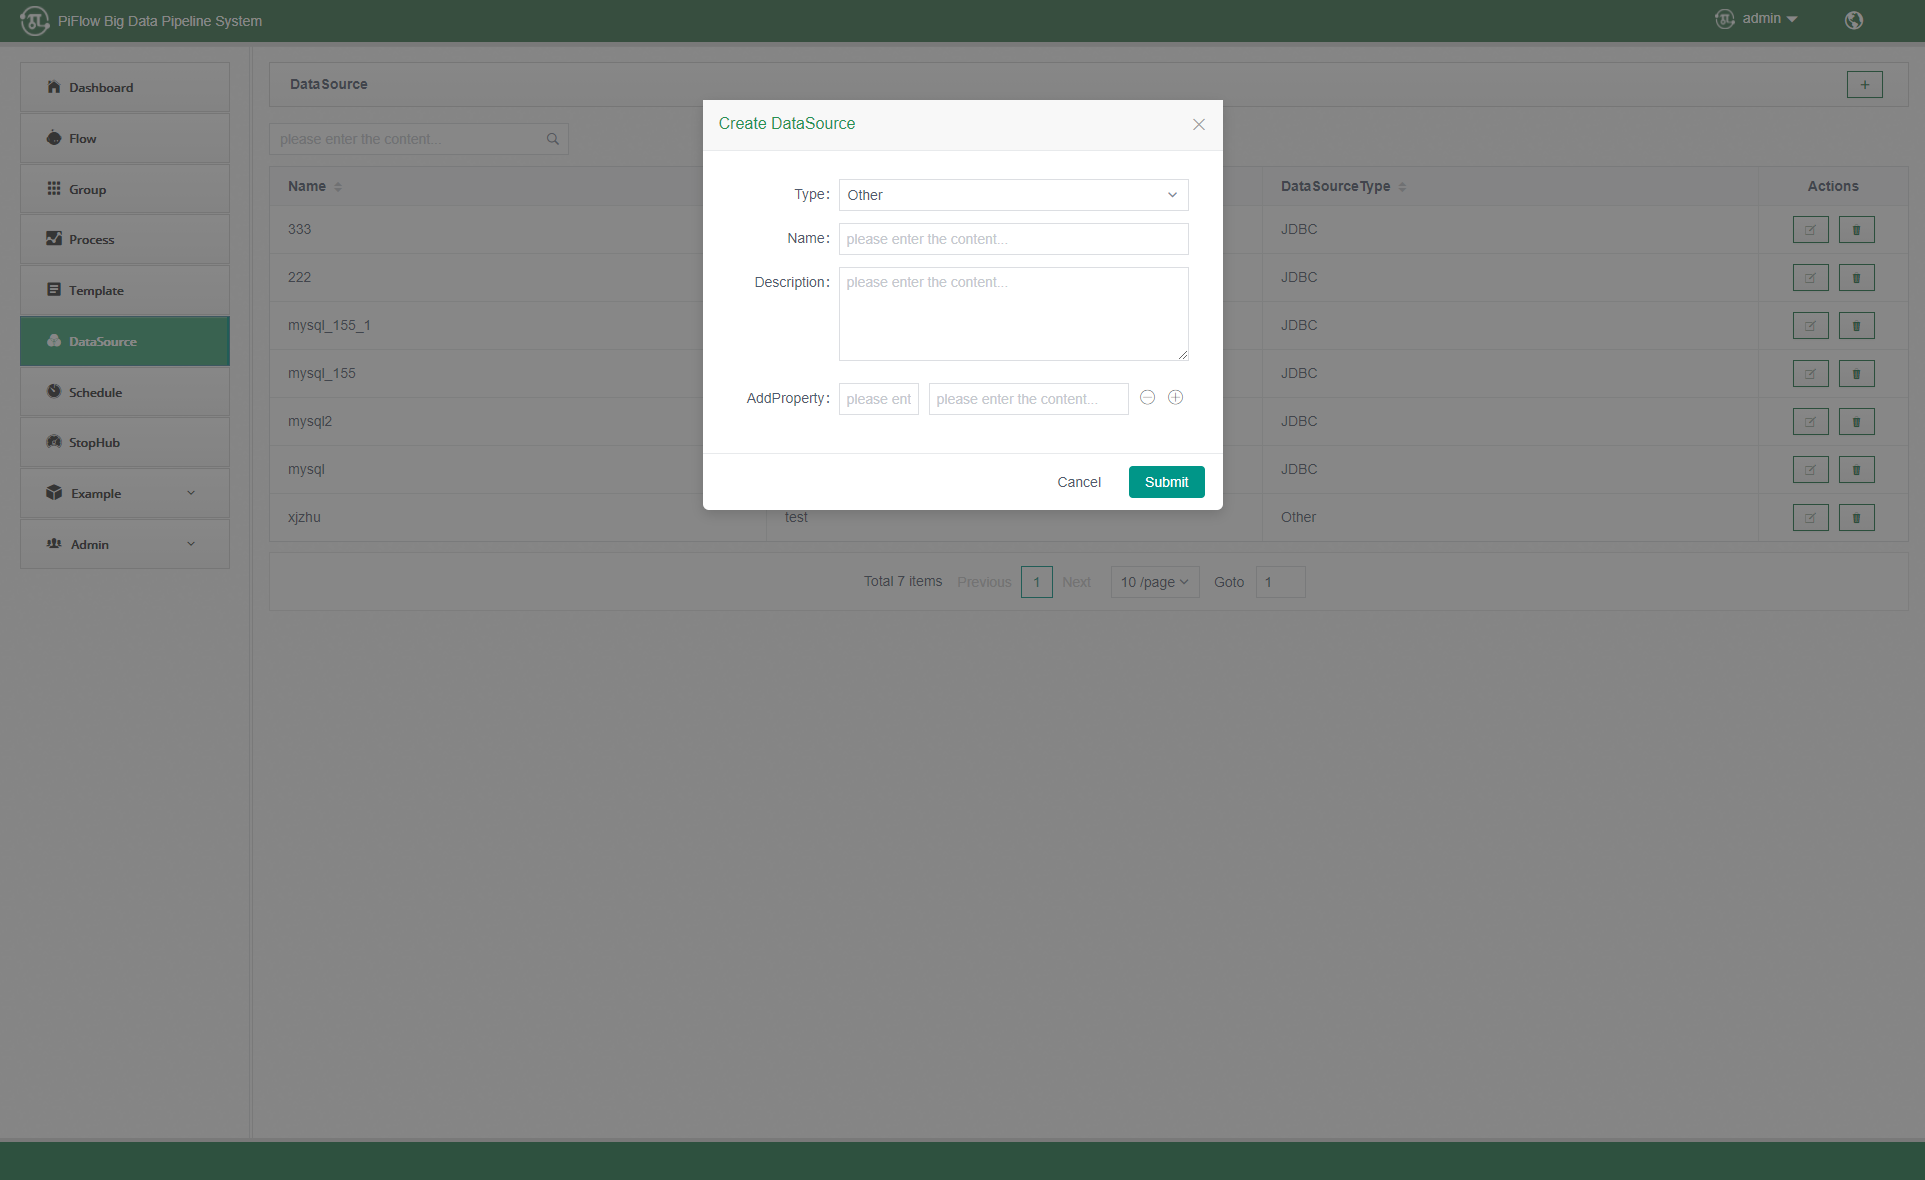 PiFlow Big Data Pipeline System
admin
Dashboard
Flow
Group
Process
Template
DataSource
Schedule
StopHub
Example
Admin
DataSource
+
please enter the content...
Name DataSourceType Actions
333 JDBC
222 JDBC
mysql_155_1 JDBC
mysql_155 JDBC
mysql2 JDBC
mysql JDBC
xjzhu test Other
Total 7 items Previous 1 Next 10 /page Goto 1
Create DataSource
Type: Other
Name: please enter the content...
Description: please enter the content...
AddProperty: please ent please enter the content...
Cancel Submit